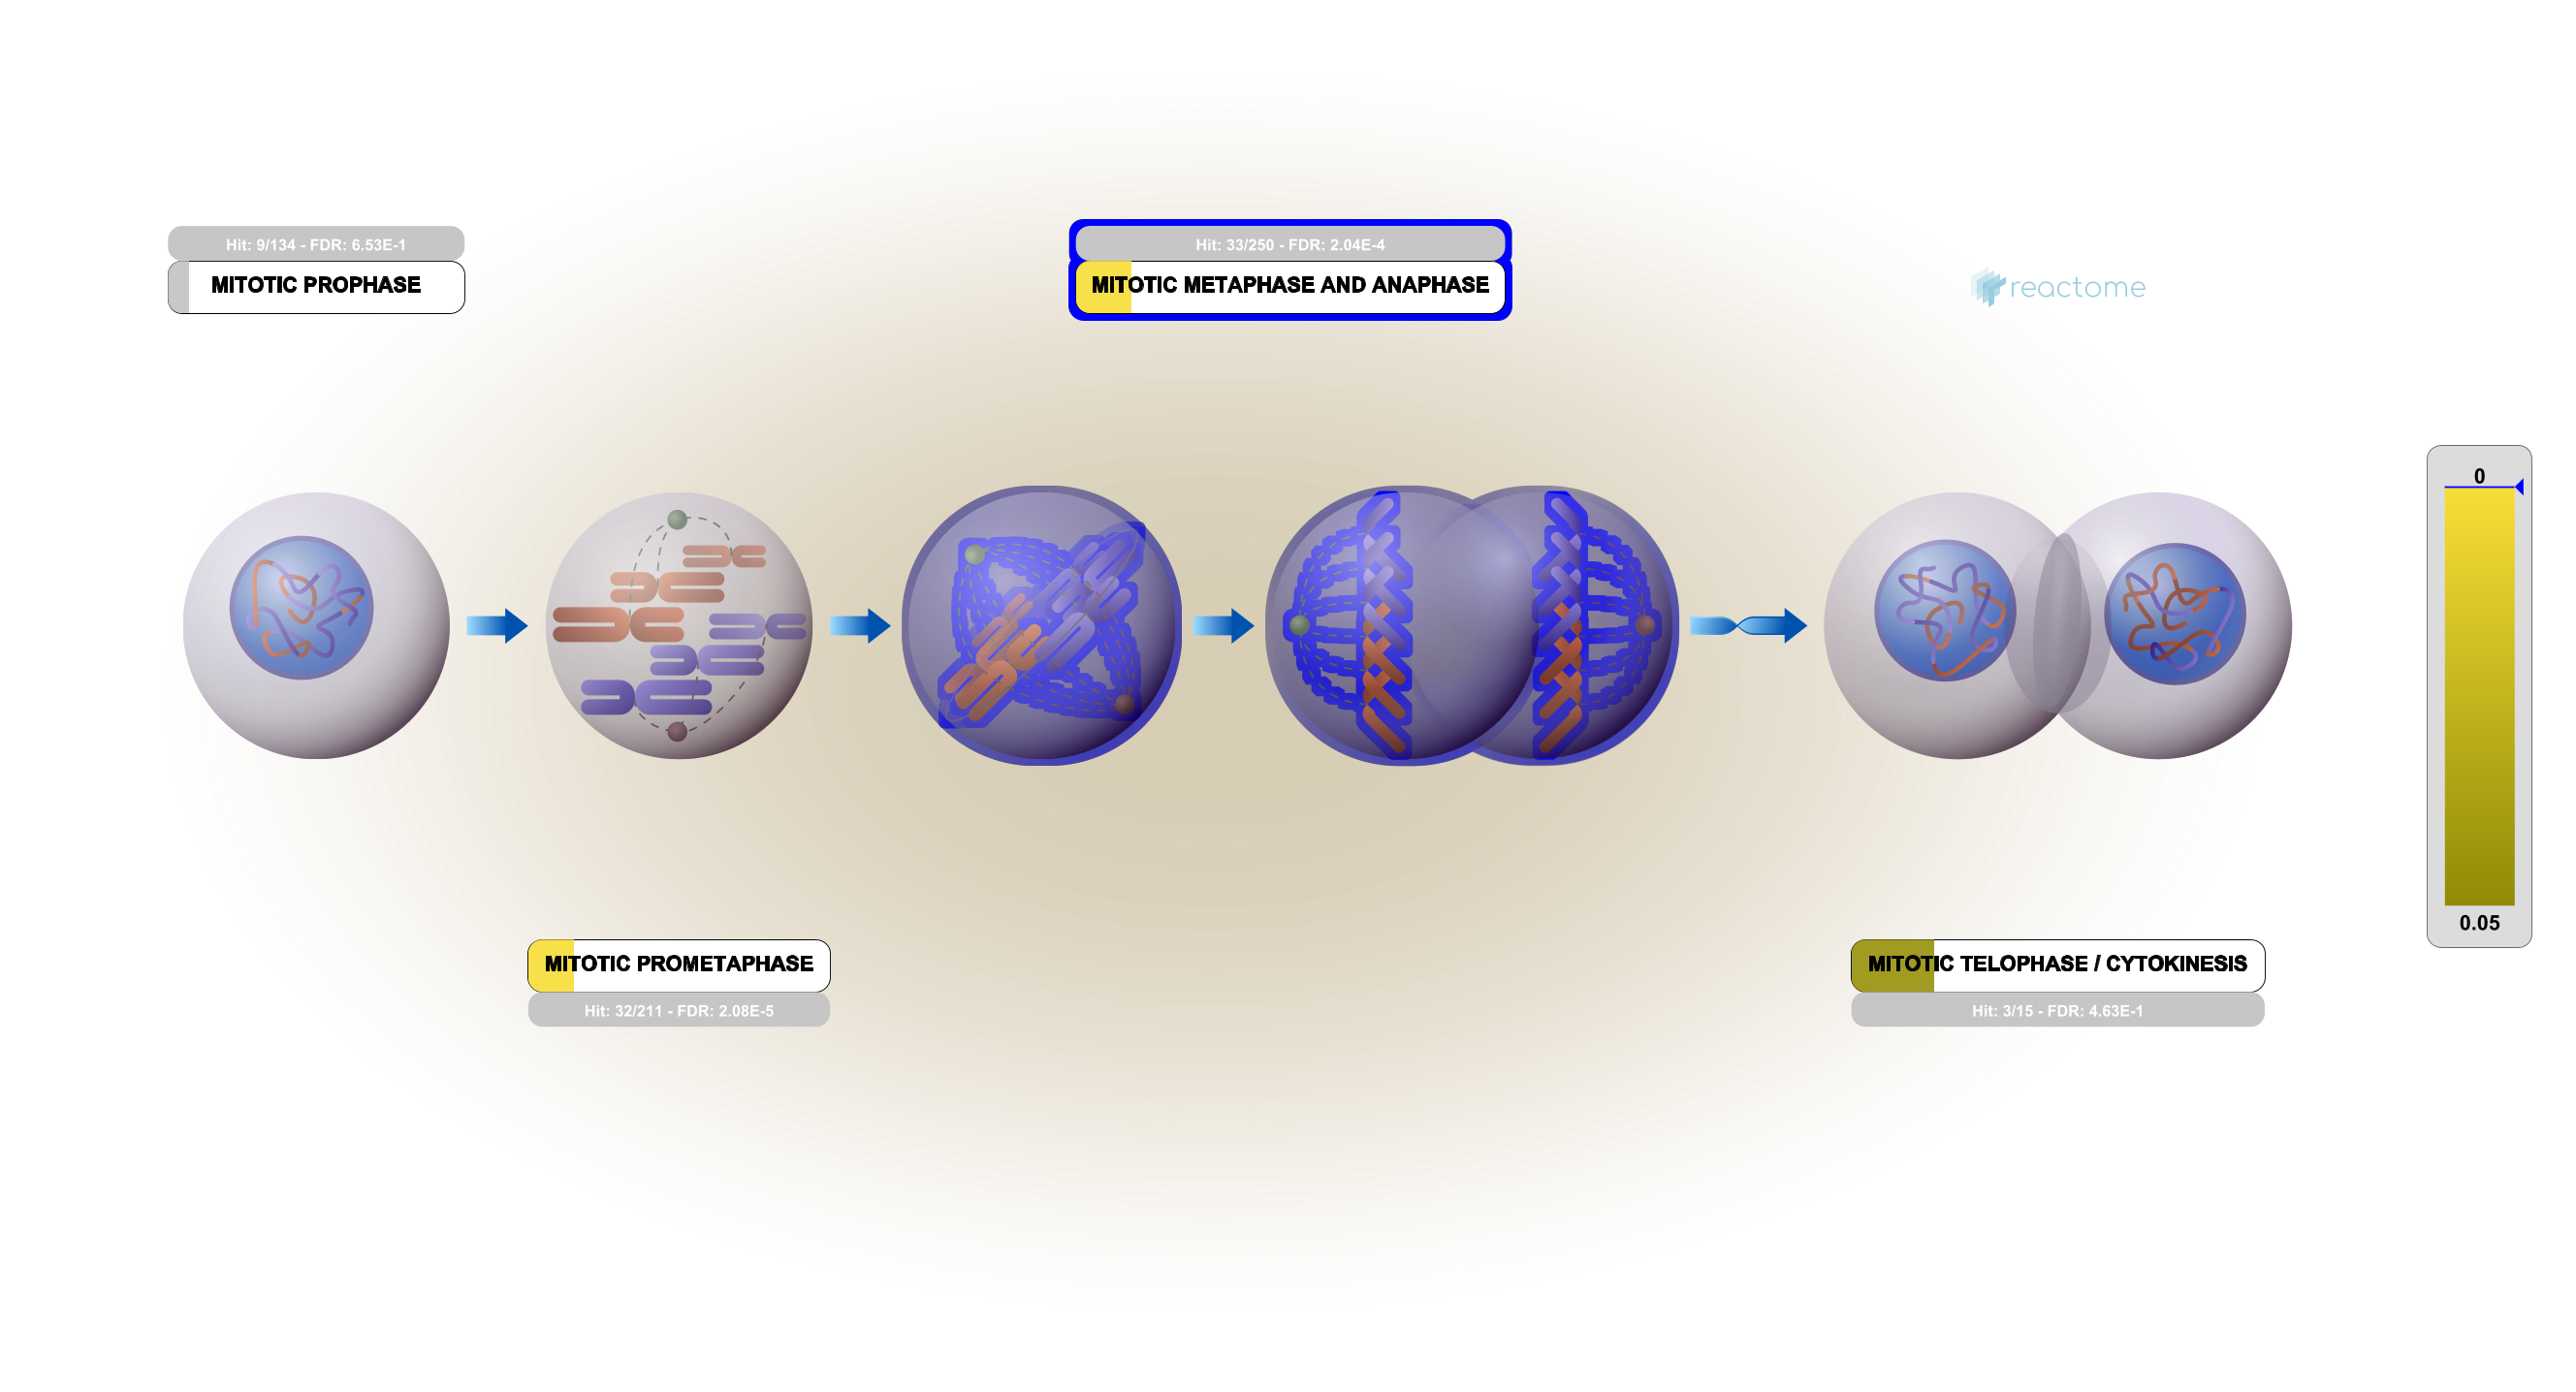 Hit: 9/134 - FDR: 6.53E-1
MITOTIC PROPHASE
Hit: 33/250 - FDR: 2.04E-4
MITOTIC METAPHASE AND ANAPHASE
reactome
0
0.05
MITOTIC PROMETAPHASE
Hit: 32/211 - FDR: 2.08E-5
MITOTIC TELOPHASE / CYTOKINESIS
Hit: 3/15 - FDR: 4.63E-1